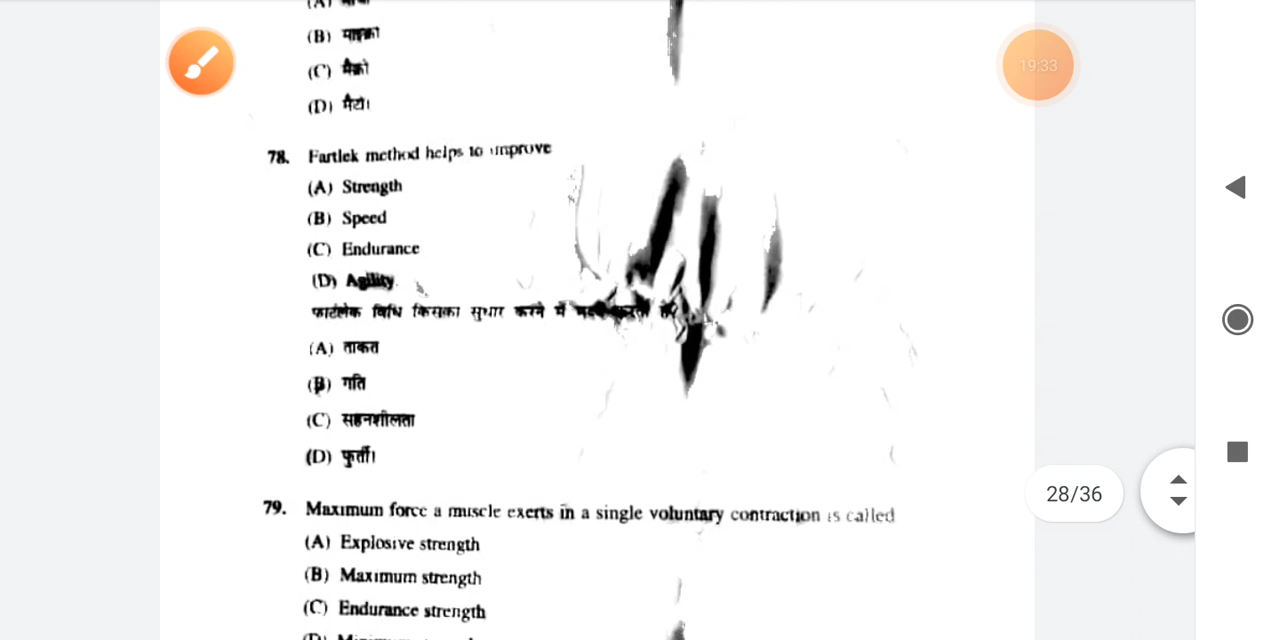 (B) माइक्रो
(C) मैक्रो
(D) मैटा।
19:33
78. Fartlek method helps to improve
(A) Strength
(B) Speed
(C) Endurance
(D) Agility
फार्टलेक विधि किसका सुधार करने में
(A) ताकत
(B) गति
(C) सहनशीलता
(D) फुर्ती।
28/36
79. Maximum force a muscle exerts in a single voluntary contraction is called
(A) Explosive strength
(B) Maximum strength
(C) Endurance strength